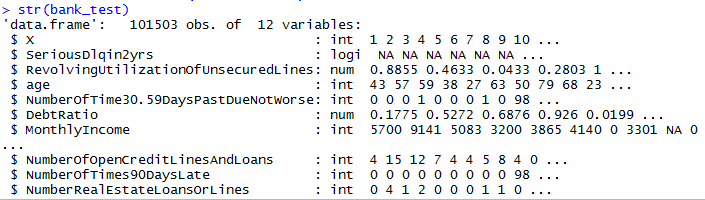 > str(bank_test)
'data.frame':   101503 obs. of  12 variables:
 $ X                                   : int  1 2 3 4 5 6 7 8 9 10 ...
 $ SeriousDlqin2yrs                    : logi  NA NA NA NA NA NA ...
 $ RevolvingUtilizationOfUnsecuredLines: num  0.8855 0.4633 0.0433 0.2803 1 ...
 $ age                                 : int  43 57 59 38 27 63 50 79 68 23 ...
 $ NumberOfTime30.59DaysPastDueNotWorse: int  0 0 0 1 0 0 0 1 0 98 ...
 $ DebtRatio                           : num  0.1775 0.5272 0.6876 0.926 0.0199 ...
 $ MonthlyIncome                       : int  5700 9141 5083 3200 3865 4140 0 3301 NA 0
...
 $ NumberOfOpenCreditLinesAndLoans     : int  4 15 12 7 4 4 5 8 4 0 ...
 $ NumberOfTimes90DaysLate             : int  0 0 0 0 0 0 0 0 0 98 ...
 $ NumberRealEstateLoansOrLines        : int  0 4 1 2 0 0 0 1 1 0 ...